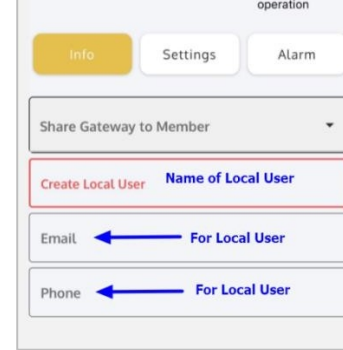 operation
Info Settings Alarm
Share Gateway to Member
Create Local User Name of Local User
Email For Local User
Phone For Local User